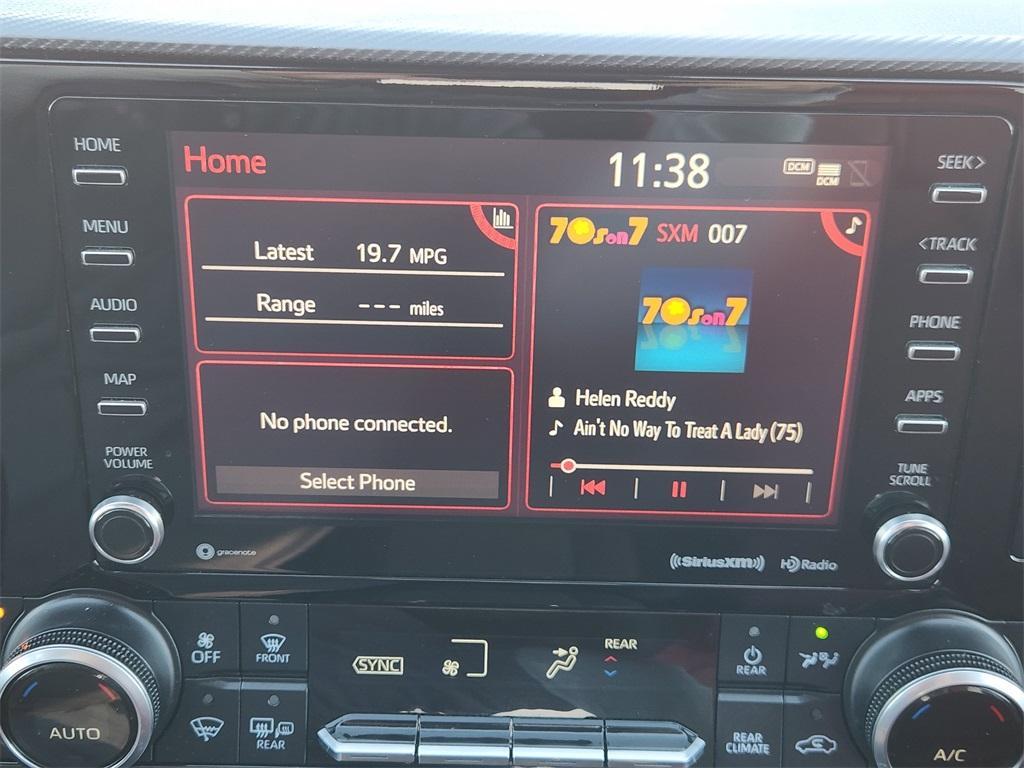 HOME
MENU
AUDIO
MAP
POWER
VOLUME
Home
11:38
DCM
DCM
Latest 19.7 MPG
Range --- miles
No phone connected.
Select Phone
70s on 7 SXM 007
70s on 7
Helen Reddy
Ain't No Way To Treat A Lady (75)
SEEK>
<TRACK
PHONE
APPS
TUNE
SCROLL
gracenote
((SiriusXM))
HD Radio
OFF
FRONT
SYNC
REAR
REAR
AUTO
REAR
REAR
CLIMATE
A/C